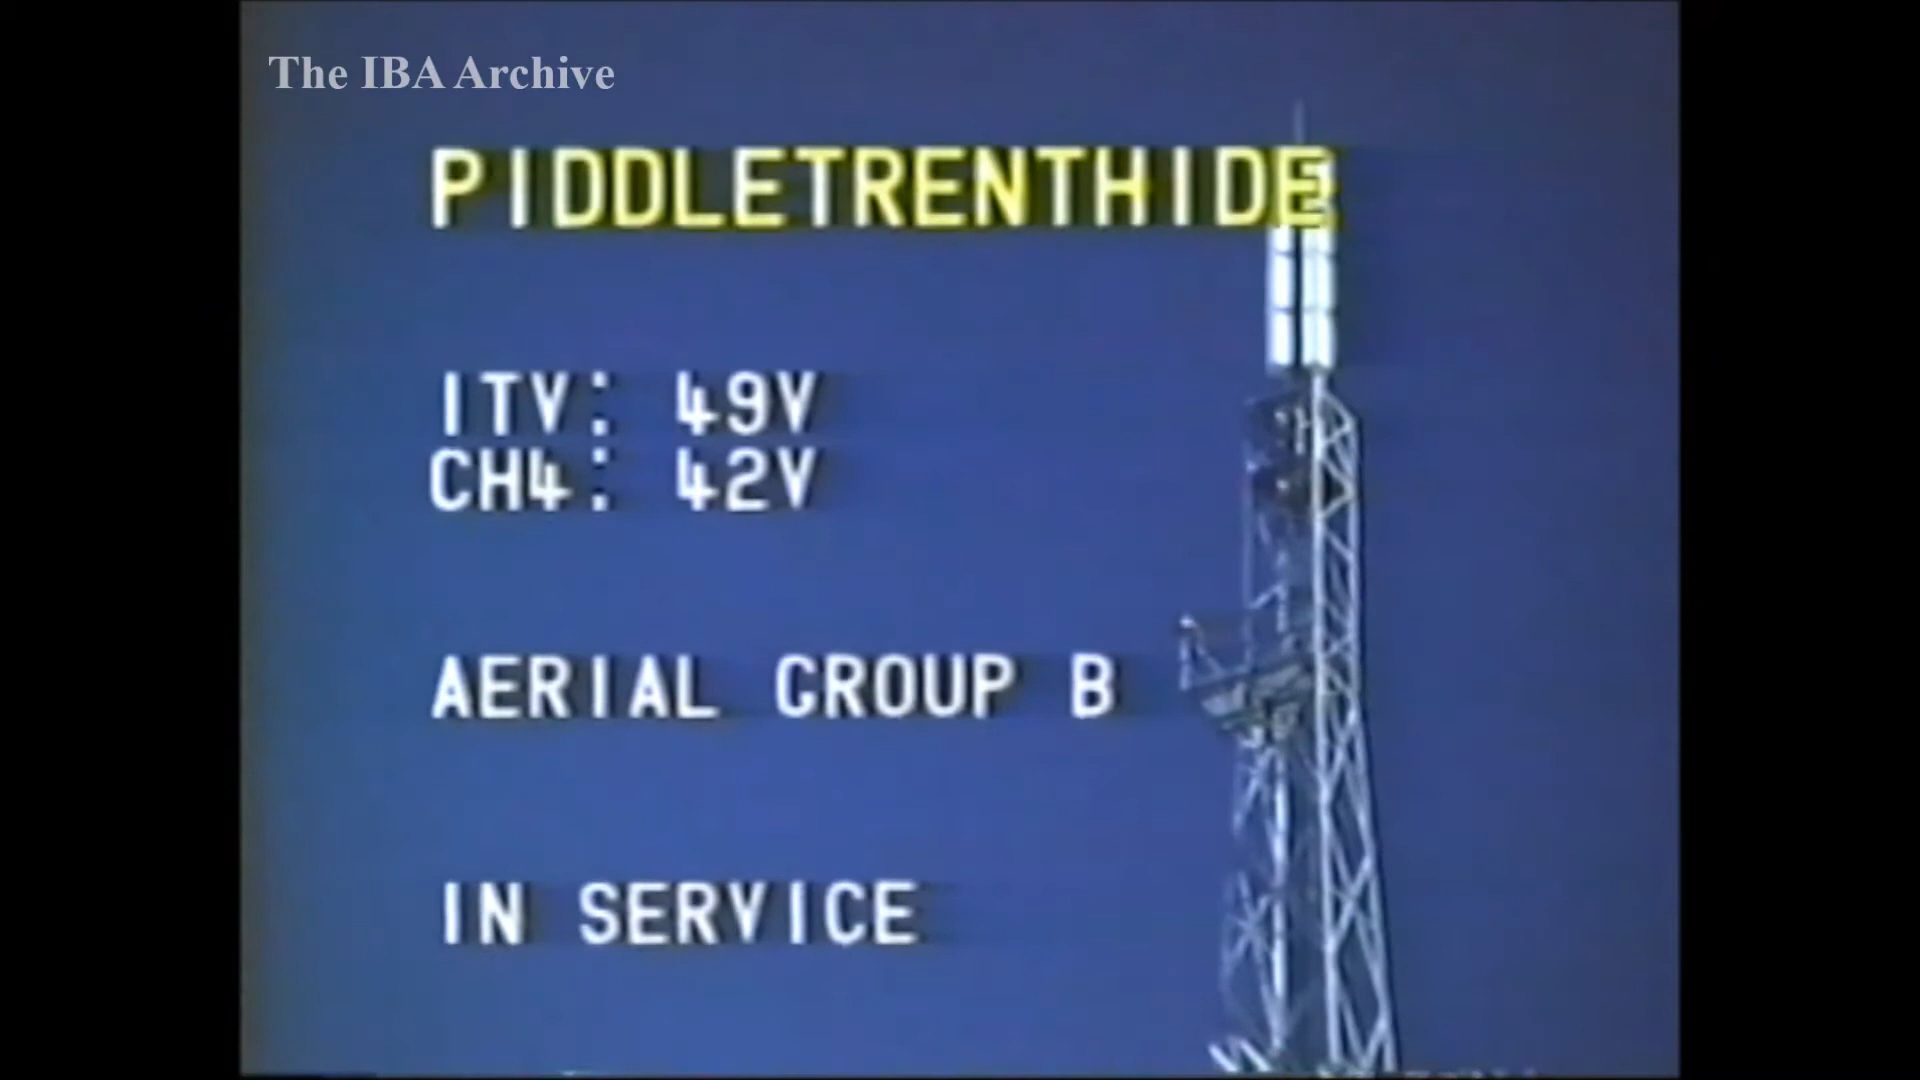 The IBA Archive
PIDDLETRENTHIDE
ITV: 49V
CH4: 42V
AERIAL GROUP B
IN SERVICE